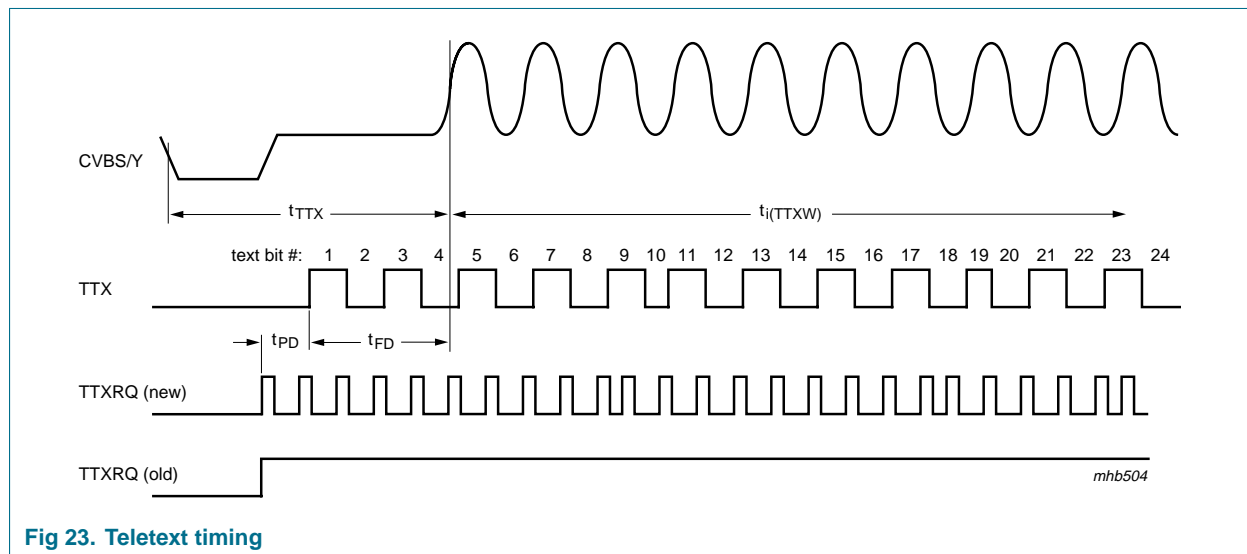 CVBS/Y
tTTX
ti(TTXW)
text bit #: 1 2 3 4 5 6 7 8 9 10 11 12 13 14 15 16 17 18 19 20 21 22 23 24
TTX
tPD
tFD
TTXRQ (new)
TTXRQ (old)
mhb504
Fig 23. Teletext timing